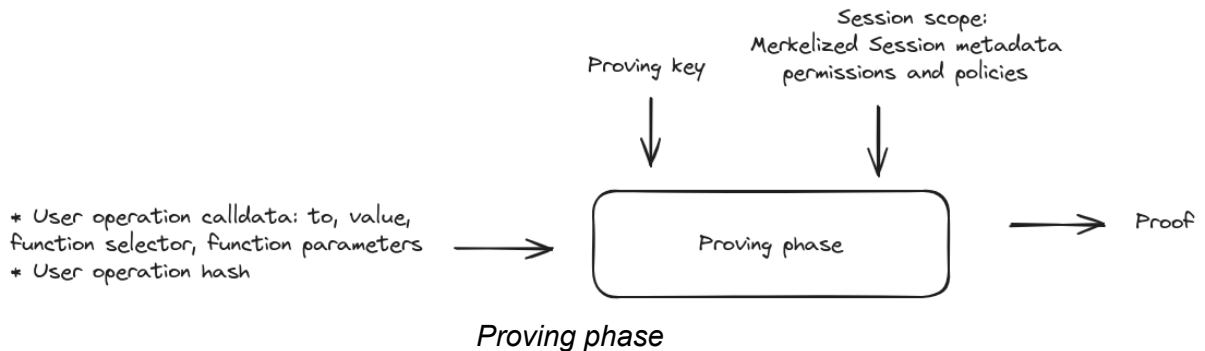 Session scope:
Merkelized Session metadata
permissions and policies
Proving key
* User operation calldata: to, value,
function selector, function parameters
* User operation hash
Proving phase
Proof
Proving phase